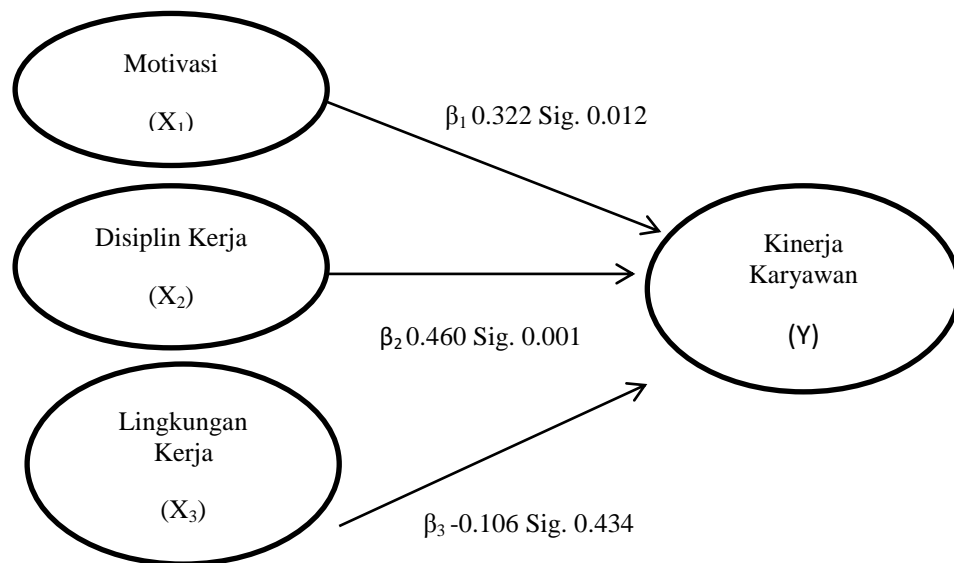 Motivasi
(X₁)
β₁ 0.322 Sig. 0.012
Disiplin Kerja
(X₂)
β₂ 0.460 Sig. 0.001
Lingkungan
Kerja
(X₃)
β₃ -0.106 Sig. 0.434
Kinerja
Karyawan
(Y)